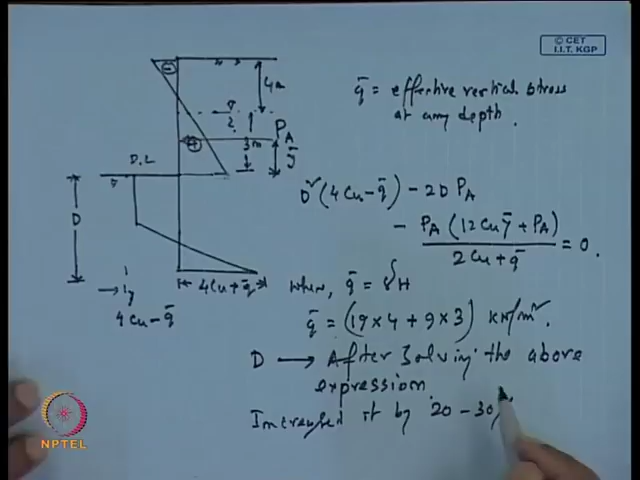 © CET
I.I.T. KGP
4m
q̄ = effective vertical stress
at any depth.
P_A
3m
ȳ
D.L
D² (4Cu - q̄) - 2D P_A
- P_A (12 Cu ȳ + P_A) / 2Cu + q̄ = 0.
D
4Cu + q̄
when, q̄ = γH
4Cu - q̄
q̄ = (19 × 4 + 9 × 3) kN/m².
D → After Solving the above
expression
Increased it by 20 - 30%
NPTEL